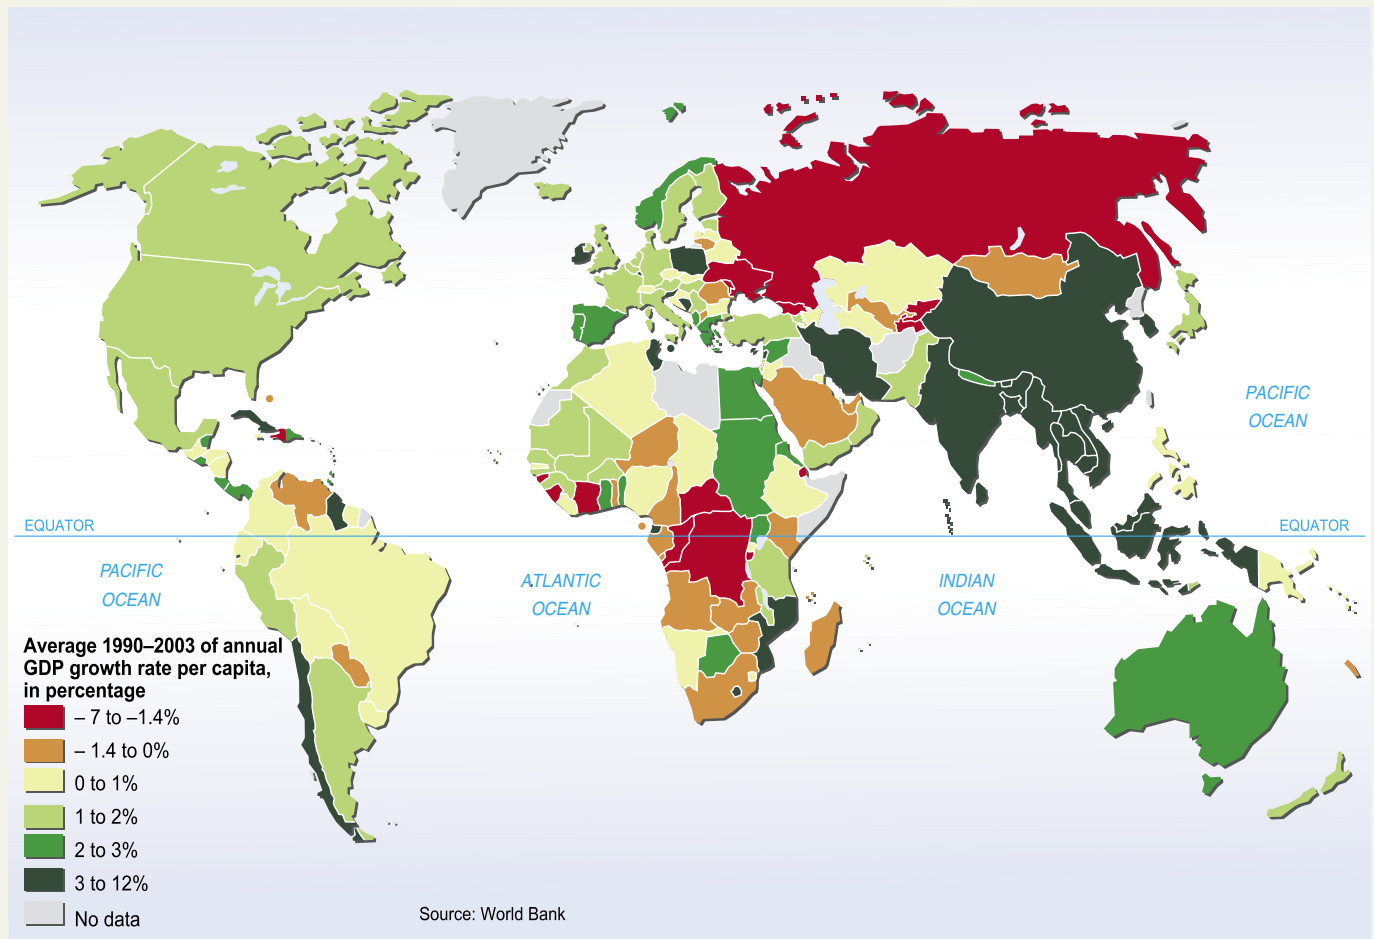 PACIFIC
OCEAN
EQUATOR
EQUATOR
PACIFIC
OCEAN
ATLANTIC
OCEAN
INDIAN
OCEAN
Average 1990–2003 of annual
GDP growth rate per capita,
in percentage
– 7 to –1.4%
– 1.4 to 0%
0 to 1%
1 to 2%
2 to 3%
3 to 12%
No data
Source: World Bank